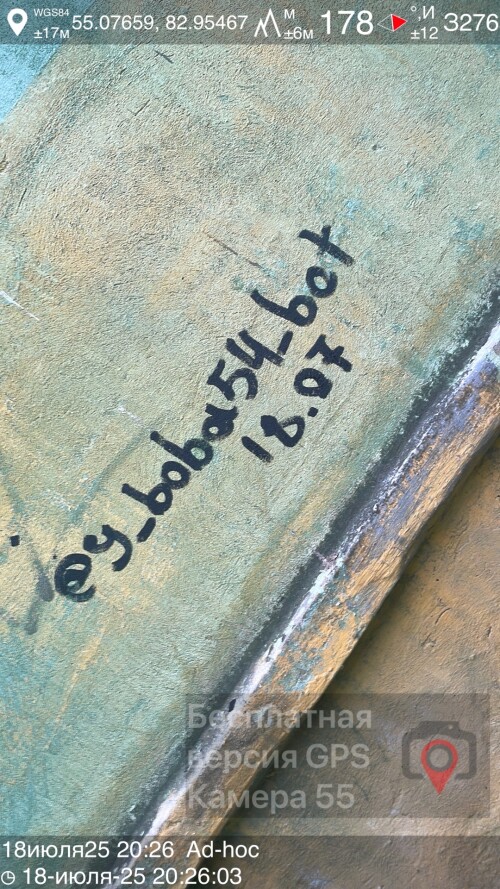 WGS84
±17м
55.07659, 82.95467
м
±6м
178
°,И
±12
3276
@y_boba54_bot
18.07
Бесплатная
версия GPS
Камера 55
18июля25 20:26 Ad-hoc
18-июля-25 20:26:03